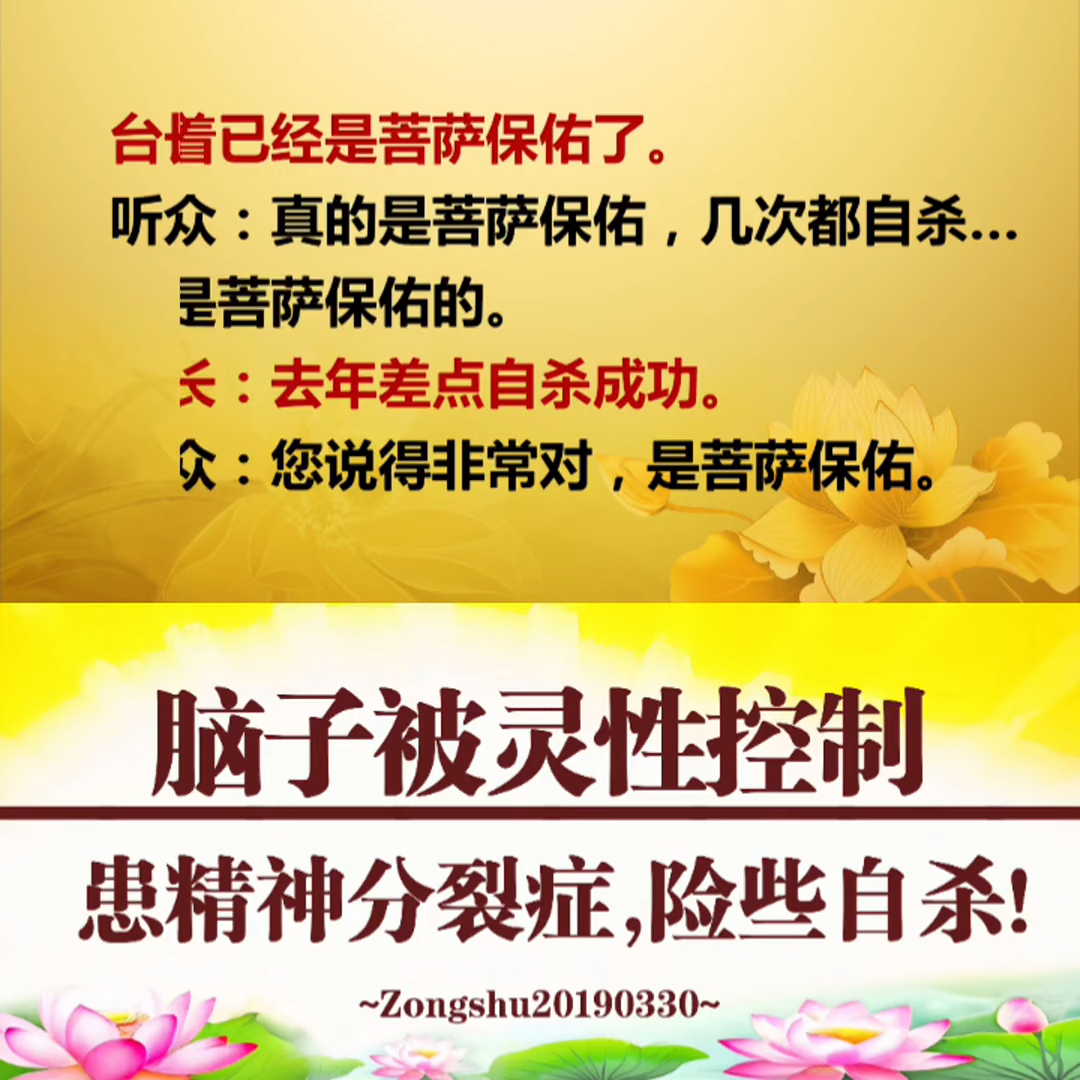 台着已经是菩萨保佑了。
听众：真的是菩萨保佑，几次都自杀…
是菩萨保佑的。
长：去年差点自杀成功。
众：您说得非常对，是菩萨保佑。
脑子被灵性控制
患精神分裂症,险些自杀!
~Zongshu20190330~